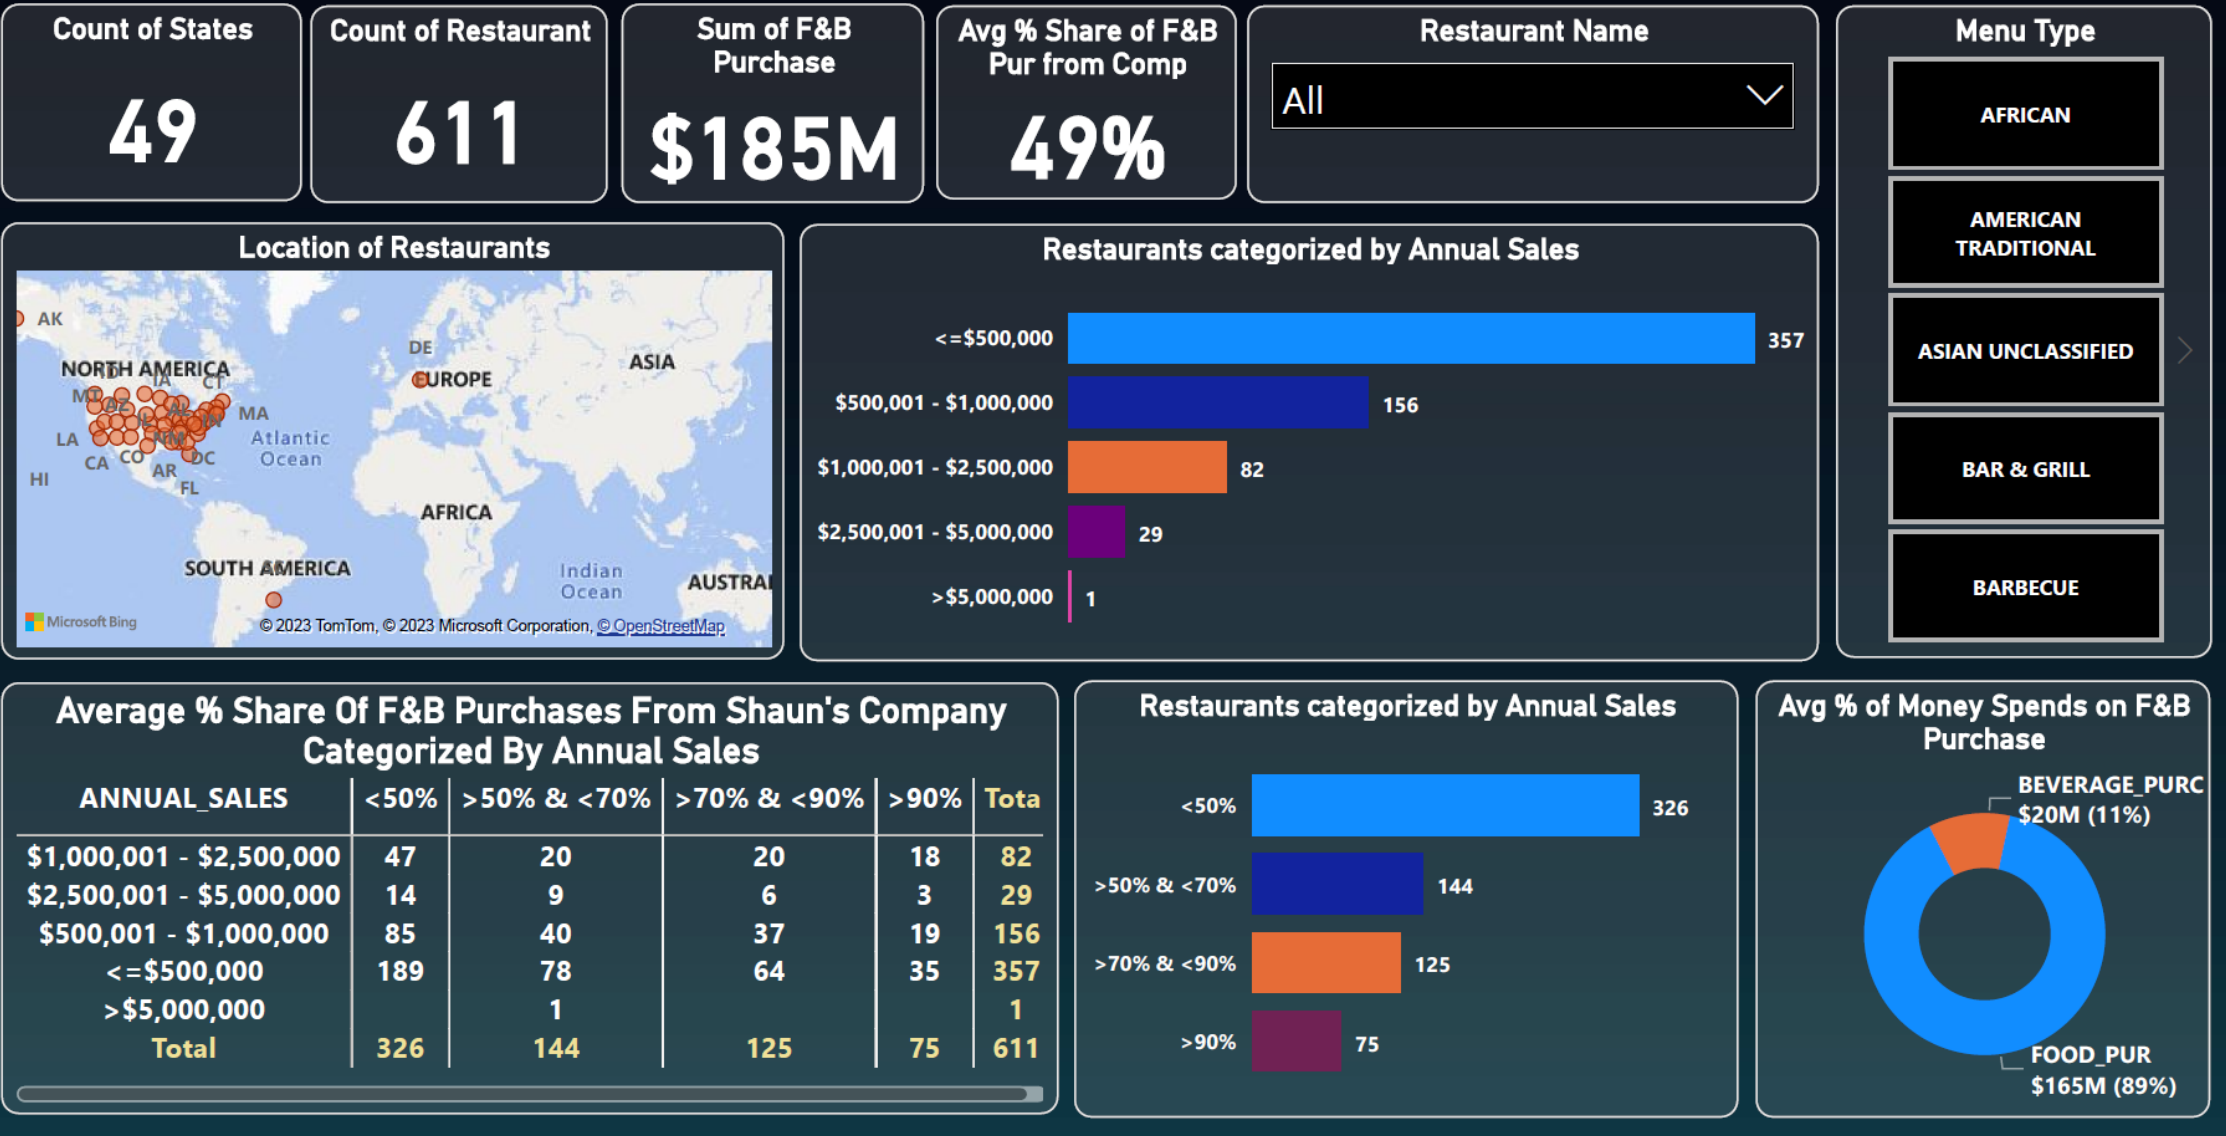 Count of States
49
Count of Restaurant
611
Sum of F&B
Purchase
$185M
Avg % Share of F&B
Pur from Comp
49%
Restaurant Name
All
Menu Type
AFRICAN
AMERICAN
TRADITIONAL
ASIAN UNCLASSIFIED
BAR & GRILL
BARBECUE
Location of Restaurants
AK
DE
NORTH AMERICA
ASIA
ID
IA
CT
EUROPE
MT
AZ
AL
MA
IL
IN
LA
NM
Atlantic
Ocean
CA
CO
AR
DC
HI
FL
AFRICA
SOUTH AMERICA
Indian
Ocean
AUSTRAI
Microsoft Bing
© 2023 TomTom, © 2023 Microsoft Corporation, © OpenStreetMap
Restaurants categorized by Annual Sales
<=$500,000 357
$500,001 - $1,000,000 156
$1,000,001 - $2,500,000 82
$2,500,001 - $5,000,000 29
>$5,000,000 1
Average % Share Of F&B Purchases From Shaun's Company
Categorized By Annual Sales
ANNUAL_SALES <50% >50% & <70% >70% & <90% >90% Tota
$1,000,001 - $2,500,000 47 20 20 18 82
$2,500,001 - $5,000,000 14 9 6 3 29
$500,001 - $1,000,000 85 40 37 19 156
<=$500,000 189 78 64 35 357
>$5,000,000 1 1
Total 326 144 125 75 611
Restaurants categorized by Annual Sales
<50% 326
>50% & <70% 144
>70% & <90% 125
>90% 75
Avg % of Money Spends on F&B
Purchase
BEVERAGE_PURC
$20M (11%)
FOOD_PUR
$165M (89%)